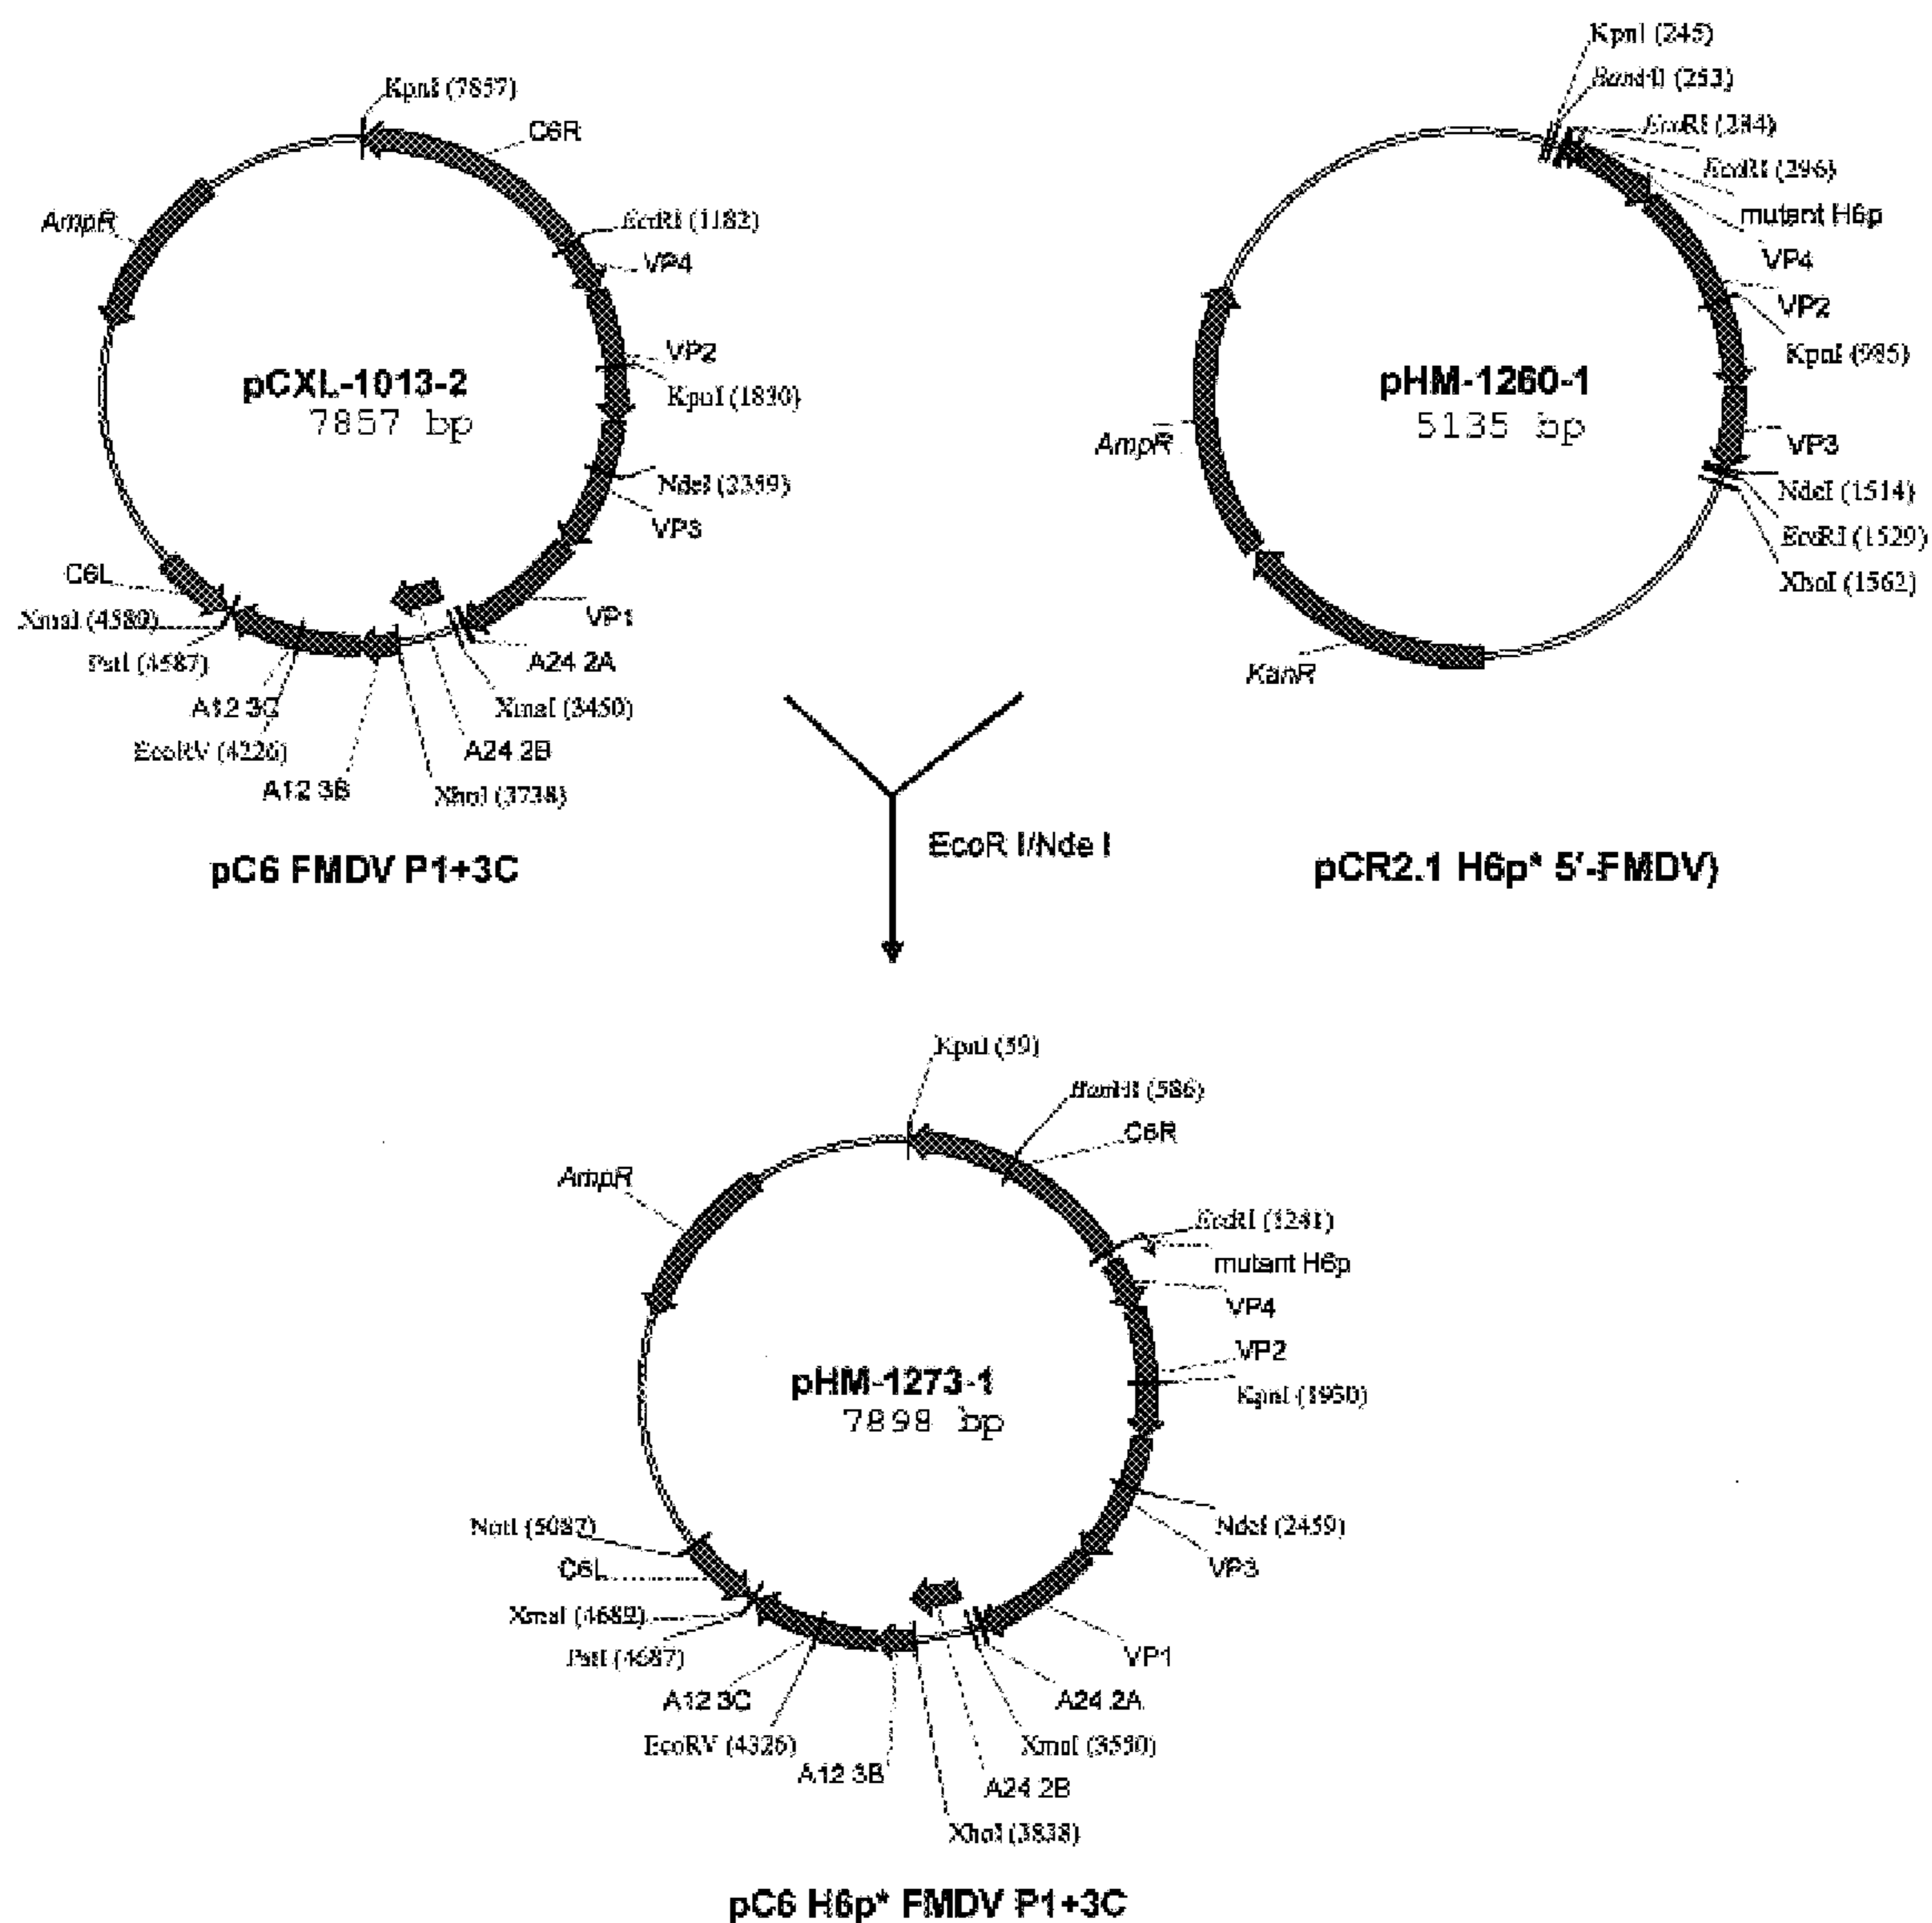 KpnI (7857)
C6R
AmpR
EcoRI (1182)
VP4
VP2
KpnI (1830)
NdeI (2359)
VP3
VP1
A24 2A
XmaI (3450)
A24 2B
XhoI (3738)
A12 3B
EcoRV (4226)
A12 3C
PstI (4587)
XmaI (4589)
C6L
pCXL-1013-2
7857 bp
pC6 FMDV P1+3C
KpnI (245)
BamHI (253)
EcoRI (284)
EcoRI (296)
mutant H6p
VP4
VP2
KpnI (985)
VP3
NdeI (1514)
EcoRI (1529)
XhoI (1562)
KanR
AmpR
pHM-1260-1
5135 bp
pCR2.1 H6p* 5'-FMDV)
EcoR I/Nde I
KpnI (59)
BamHI (586)
C6R
AmpR
EcoRI (1241)
mutant H6p
VP4
VP2
KpnI (1930)
NdeI (2459)
VP3
VP1
A24 2A
XmaI (3550)
A24 2B
XhoI (3838)
A12 3B
EcoRV (4326)
A12 3C
PstI (4687)
XmaI (4689)
C6L
NotI (5087)
pHM-1273-1
7898 bp
pC6 H6p* FMDV P1+3C